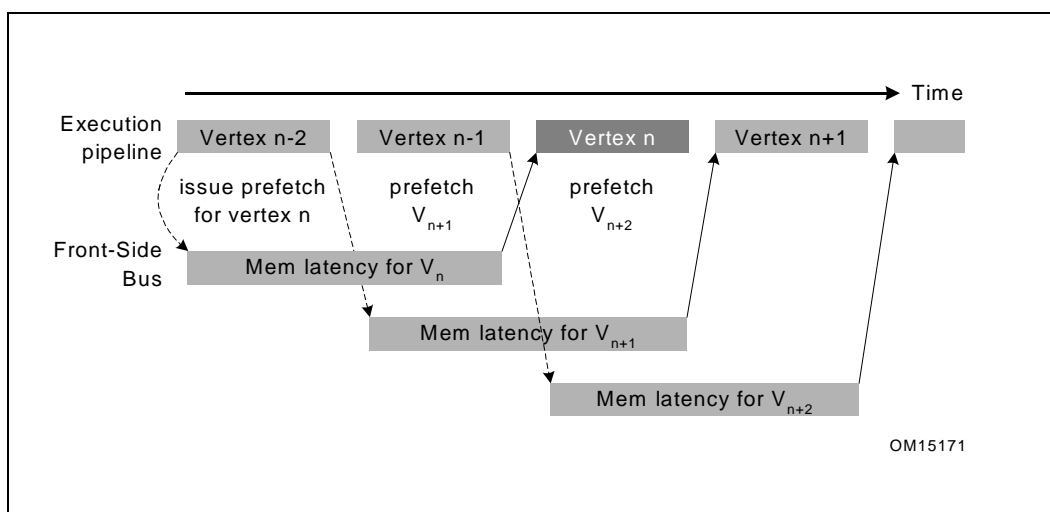 Time
Execution
pipeline
Vertex n-2
Vertex n-1
Vertex n
Vertex n+1
issue prefetch
for vertex n
prefetch
Vn+1
prefetch
Vn+2
Front-Side
Bus
Mem latency for Vn
Mem latency for Vn+1
Mem latency for Vn+2
OM15171